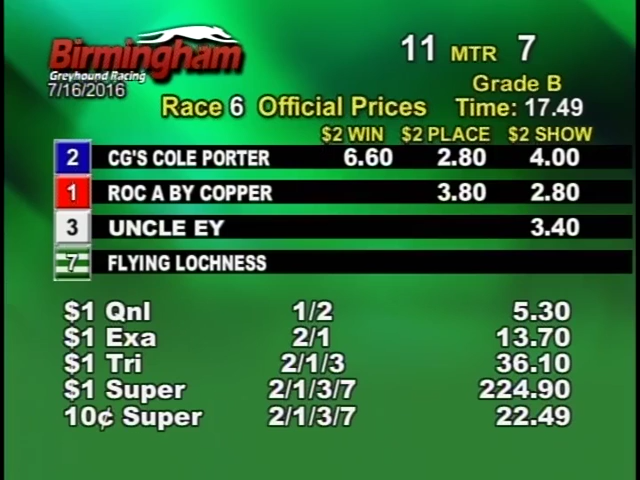 Birmingham
Greyhound Racing
7/16/2016
11 MTR 7
Grade B
Race 6 Official Prices Time: 17.49
$2 WIN $2 PLACE $2 SHOW
2 CG'S COLE PORTER 6.60 2.80 4.00
1 ROC A BY COPPER 3.80 2.80
3 UNCLE EY 3.40
7 FLYING LOCHNESS
$1 Qnl 1/2 5.30
$1 Exa 2/1 13.70
$1 Tri 2/1/3 36.10
$1 Super 2/1/3/7 224.90
10¢ Super 2/1/3/7 22.49